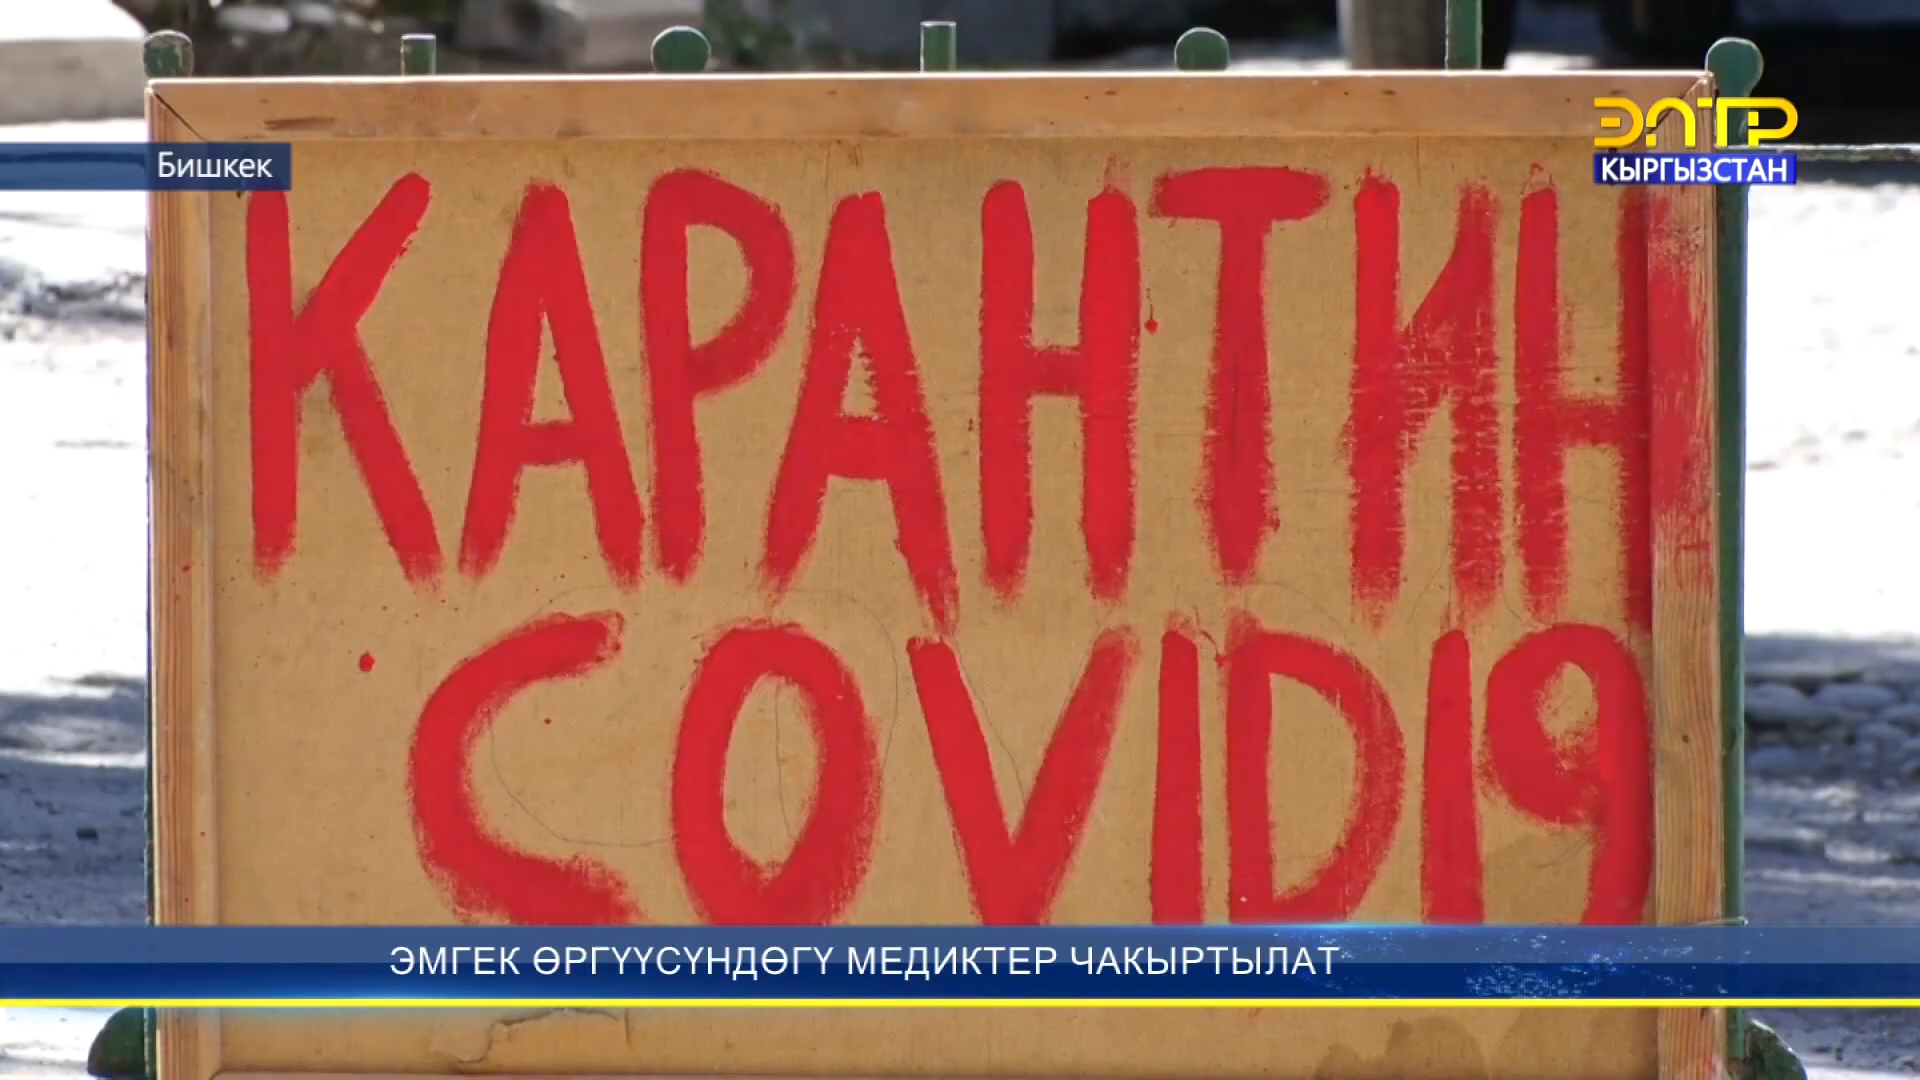 Бишкек
ЭЛТР
КЫРГЫЗСТАН
КАРАНТИН
COVID19
ЭМГЕК ӨРГҮҮСҮНДӨГҮ МЕДИКТЕР ЧАКЫРТЫЛАТ